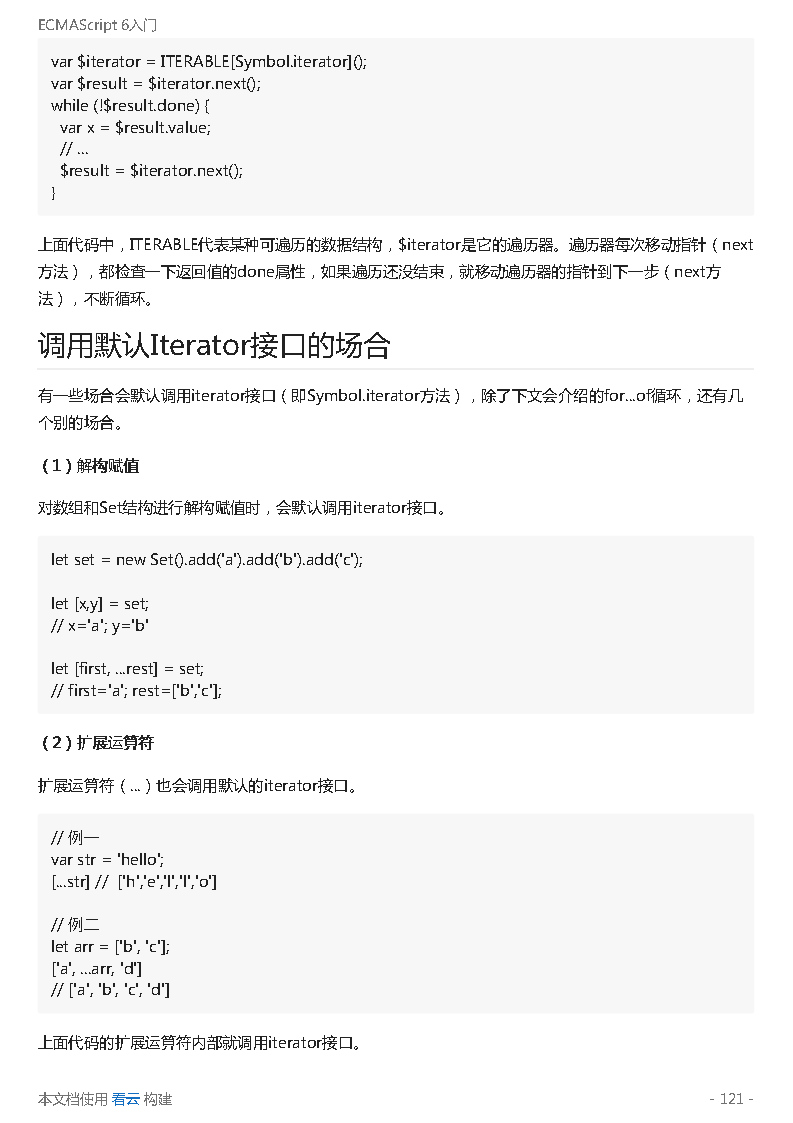 ECMAScript 6入门
var $iterator = ITERABLE[Symbol.iterator]();
var $result = $iterator.next();
while (!$result.done) {
  var x = $result.value;
  // ...
  $result = $iterator.next();
}
上面代码中，ITERABLE代表某种可遍历的数据结构，$iterator是它的遍历器。遍历器每次移动指针（next
方法），都检查一下返回值的done属性，如果遍历还没结束，就移动遍历器的指针到下一步（next方
法），不断循环。
调用默认Iterator接口的场合
有一些场合会默认调用iterator接口（即Symbol.iterator方法），除了下文会介绍的for...of循环，还有几
个别的场合。
（1）解构赋值
对数组和Set结构进行解构赋值时，会默认调用iterator接口。
let set = new Set().add('a').add('b').add('c');
let [x,y] = set;
// x='a'; y='b'
let [first, ...rest] = set;
// first='a'; rest=['b','c'];
（2）扩展运算符
扩展运算符（...）也会调用默认的iterator接口。
// 例一
var str = 'hello';
[...str] //  ['h','e','l','l','o']
// 例二
let arr = ['b', 'c'];
['a', ...arr, 'd']
// ['a', 'b', 'c', 'd']
上面代码的扩展运算符内部就调用iterator接口。
本文档使用 看云 构建
- 121 -